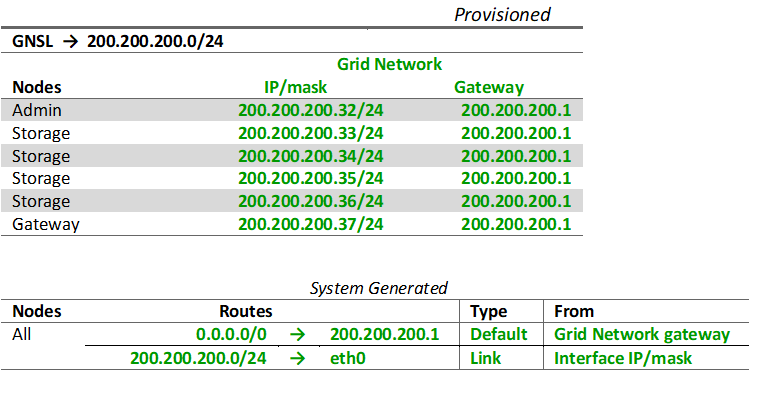 Provisioned
GNSL → 200.200.200.0/24
Grid Network
Nodes IP/mask Gateway
Admin 200.200.200.32/24 200.200.200.1
Storage 200.200.200.33/24 200.200.200.1
Storage 200.200.200.34/24 200.200.200.1
Storage 200.200.200.35/24 200.200.200.1
Storage 200.200.200.36/24 200.200.200.1
Gateway 200.200.200.37/24 200.200.200.1
System Generated
Nodes Routes Type From
All 0.0.0.0/0 → 200.200.200.1 Default Grid Network gateway
200.200.200.0/24 → eth0 Link Interface IP/mask